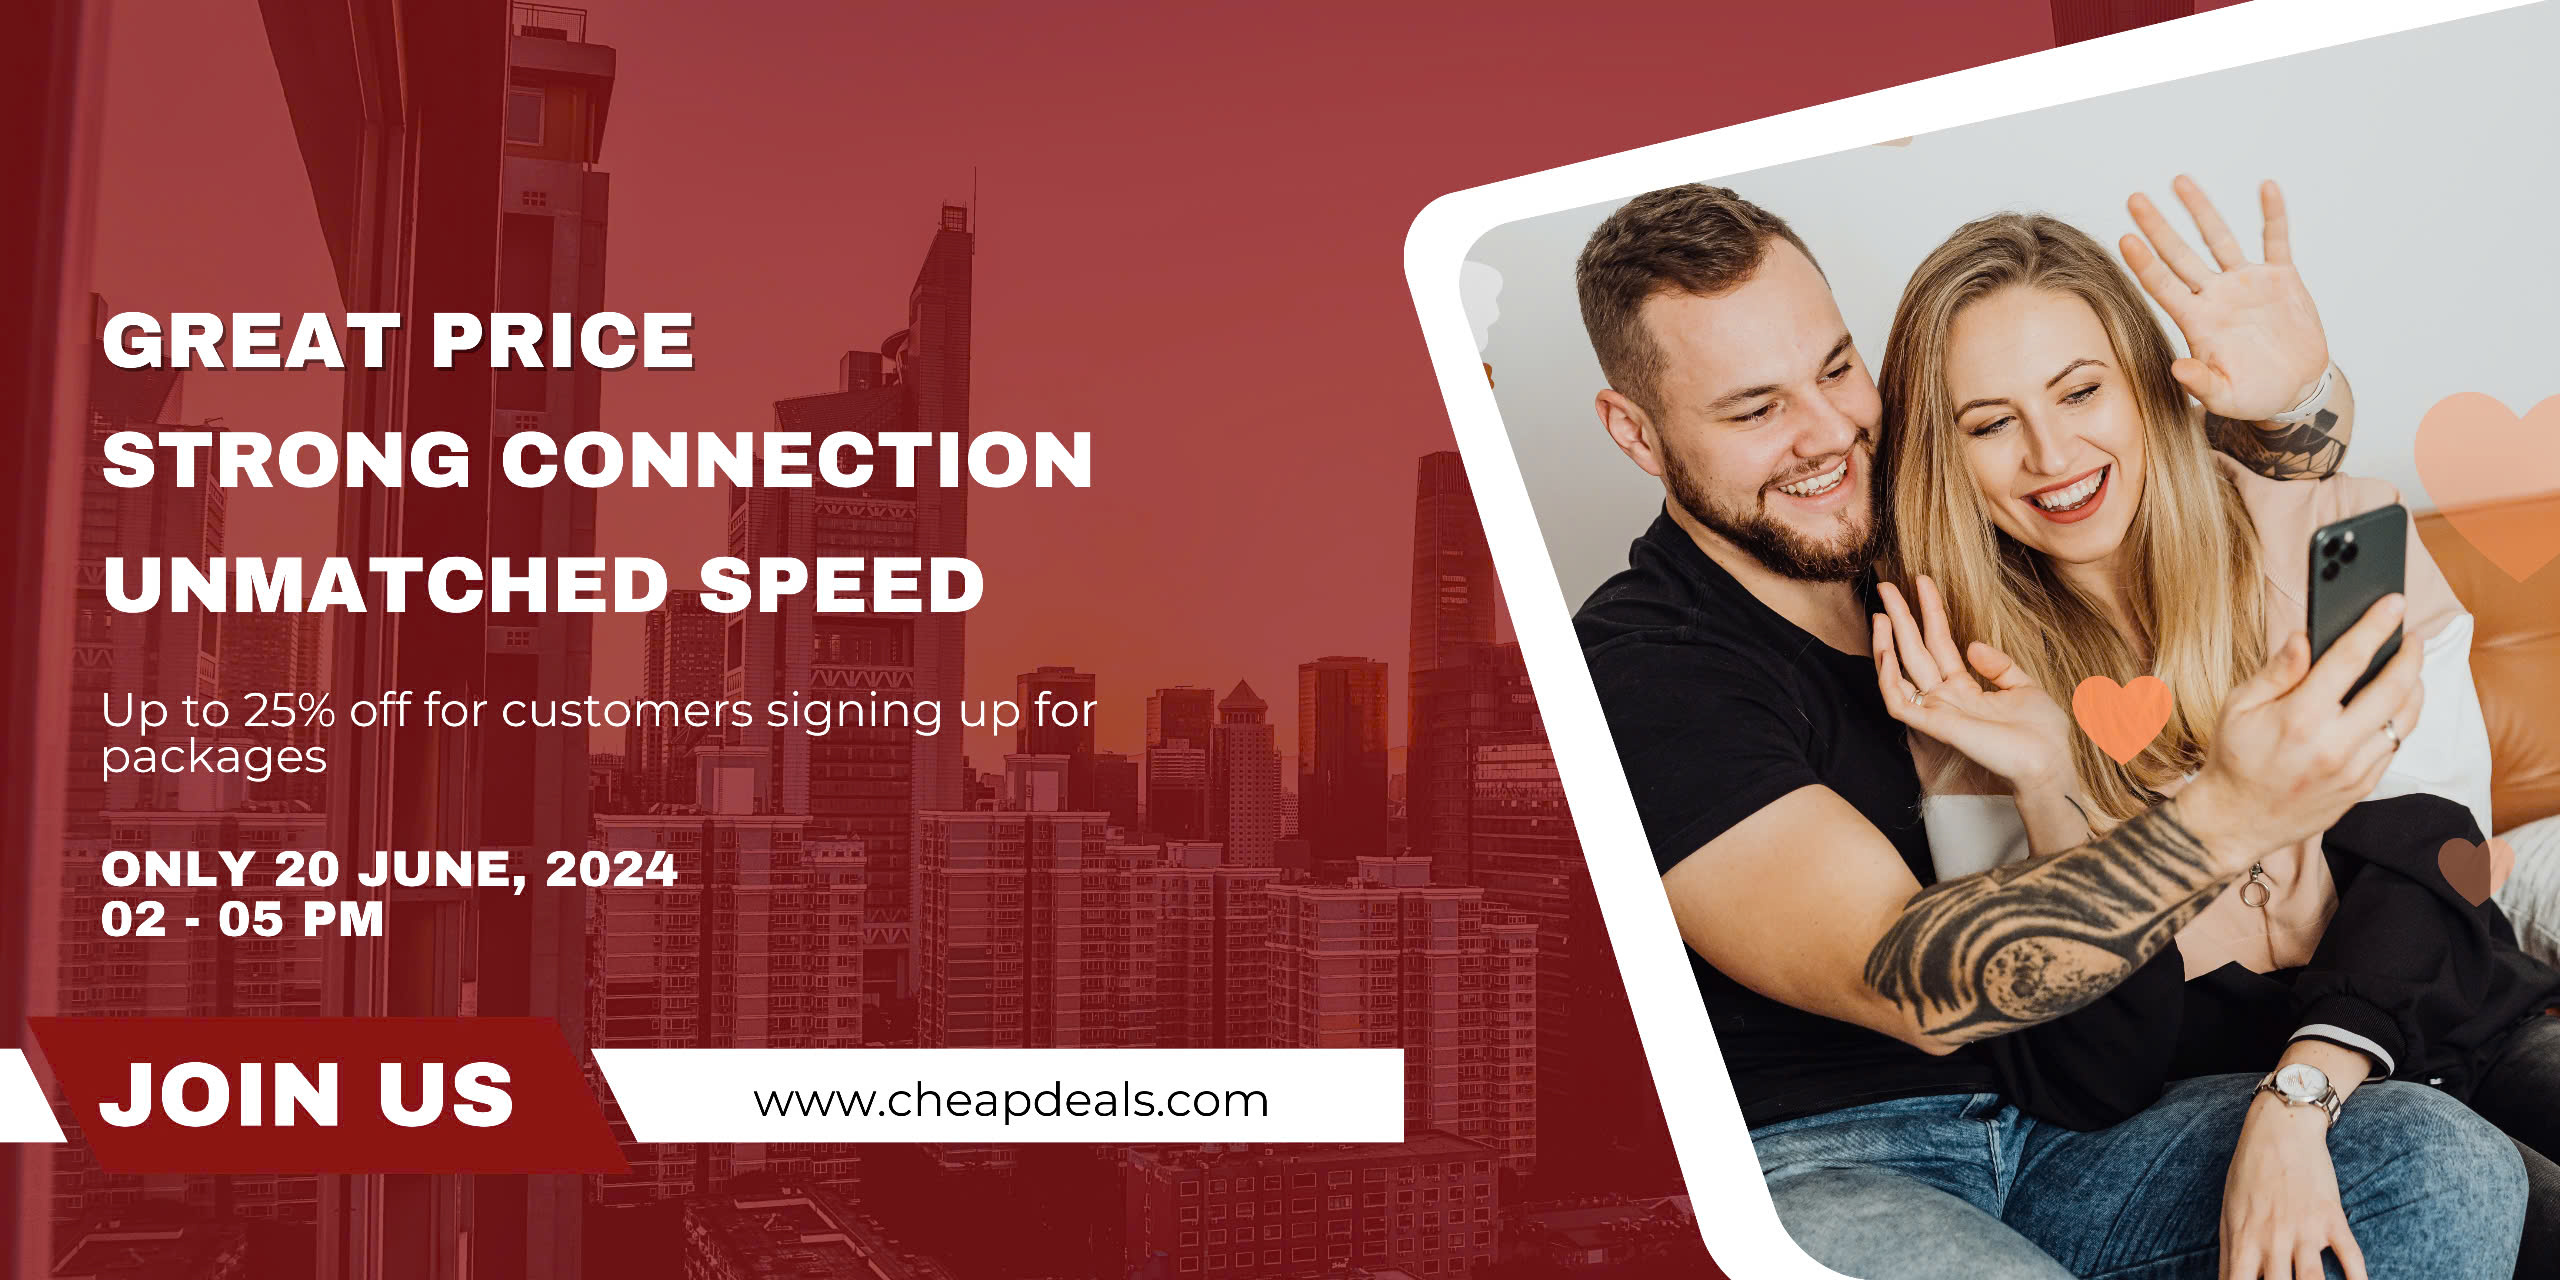 GREAT PRICE
STRONG CONNECTION
UNMATCHED SPEED
Up to 25% off for customers signing up for
packages
ONLY 20 JUNE, 2024
02 - 05 PM
JOIN US
www.cheapdeals.com